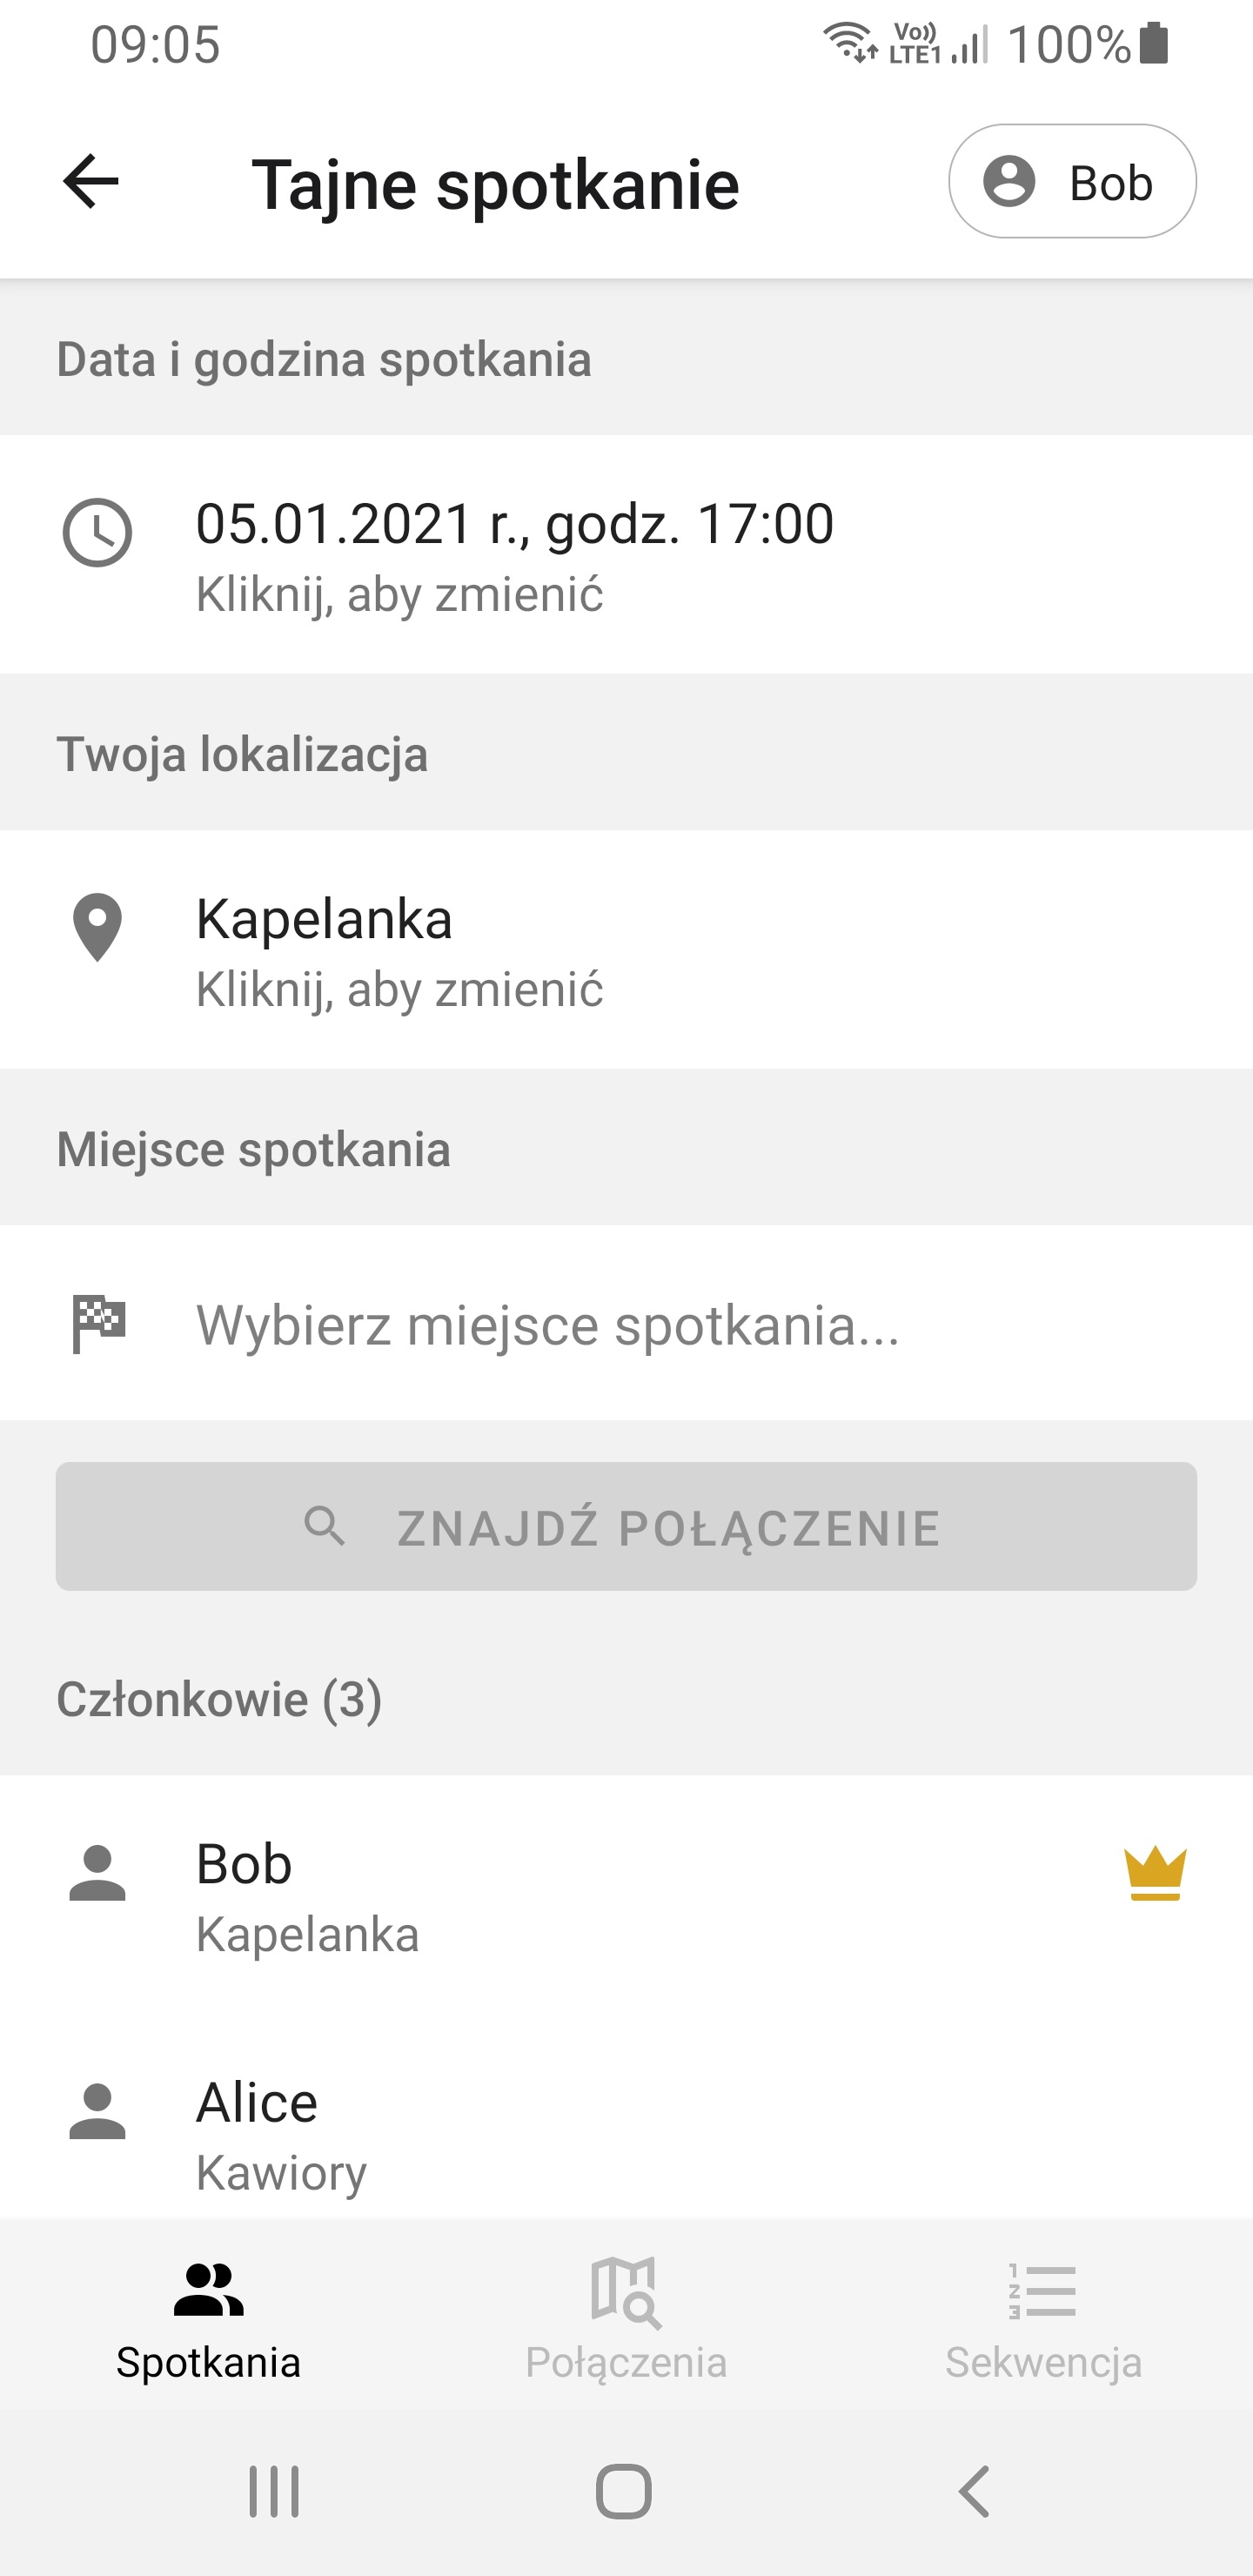 09:05
Vo)) LTE1 100%
Tajne spotkanie
Bob
Data i godzina spotkania
05.01.2021 r., godz. 17:00
Kliknij, aby zmienić
Twoja lokalizacja
Kapelanka
Kliknij, aby zmienić
Miejsce spotkania
Wybierz miejsce spotkania...
ZNAJDŹ POŁĄCZENIE
Członkowie (3)
Bob
Kapelanka
Alice
Kawiory
Spotkania
Połączenia
Sekwencja